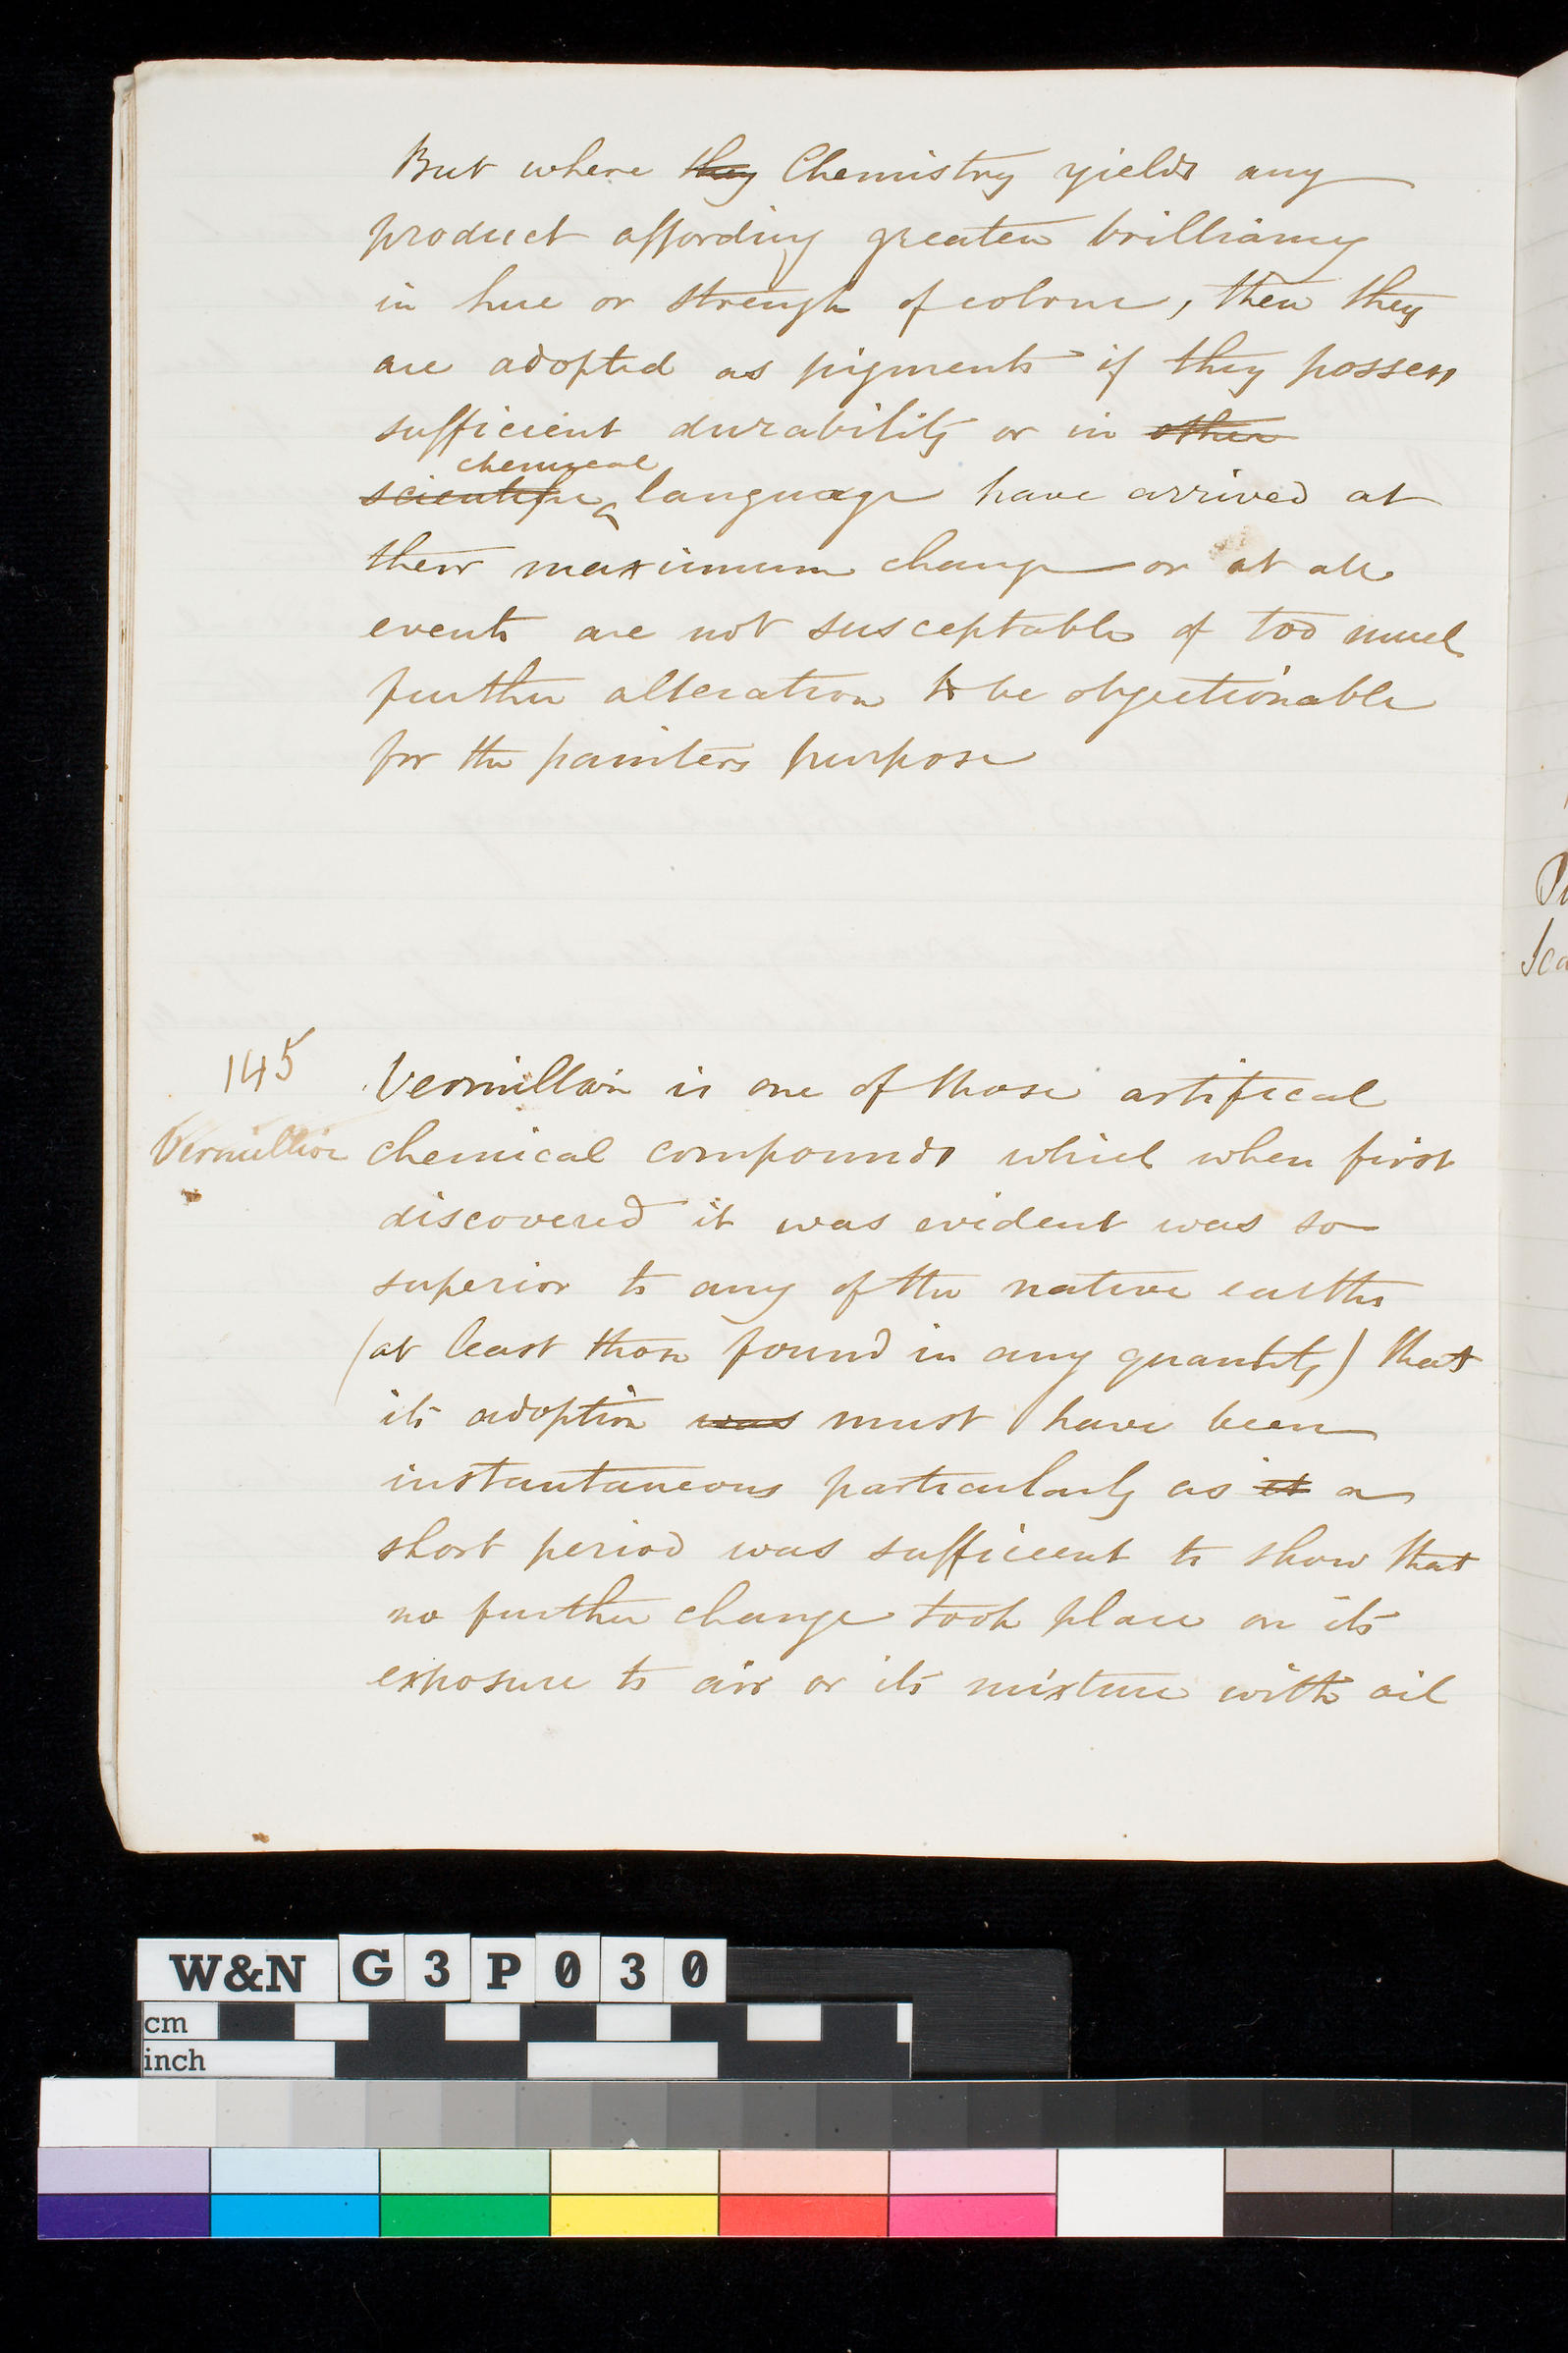 But where ~~they~~ Chemistry yields any
product affording greater brilliancy
in hue or strengh of colour, then they
are adopted as pigments if they possess
sufficient durability or in ~~other~~
chemical
~~scientific~~ language have arrived at
their maximum change or at all
events are not susceptable of too much
further alteration to be objectionable
for the painters purpose
145
Vermillion is one of those artifical
Vermillion
chemical compounds which when first
discovered it was evident was so
superior to any of the native earths
(at least those found in any quantity) that
its adoption ~~was~~ must have been
instantaneous particularly as ~~it~~ a
short period was sufficient to show that
no further change took place on its
exposure to air or its mixture with oil
W&N G3P030
cm
inch